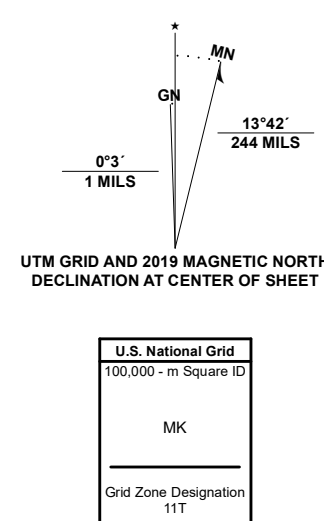 ★
MN
GN
13°42´
244 MILS
0°3´
1 MILS
UTM GRID AND 2019 MAGNETIC NORTH
DECLINATION AT CENTER OF SHEET
U.S. National Grid
100,000 - m Square ID
MK
Grid Zone Designation
11T